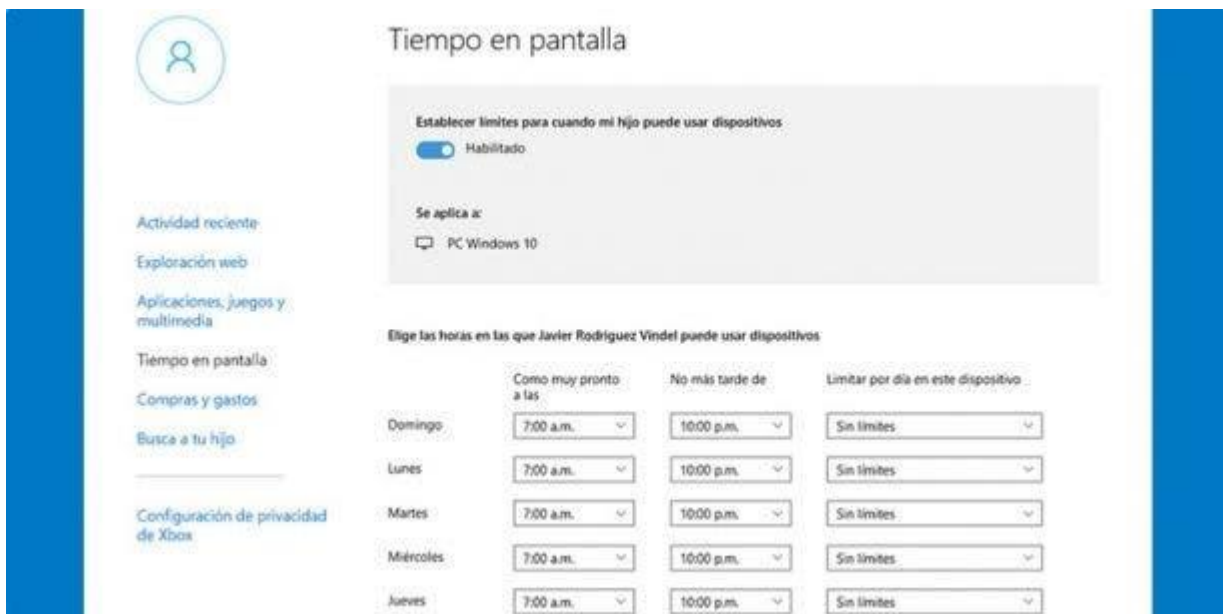 Tiempo en pantalla
Establecer límites para cuando mi hijo puede usar dispositivos
Habilitado
Se aplica a:
PC Windows 10
Actividad reciente
Exploración web
Aplicaciones, juegos y
multimedia
Tiempo en pantalla
Compras y gastos
Busca a tu hijo
Configuración de privacidad
de Xbox
Elige las horas en las que Javier Rodríguez Vindel puede usar dispositivos
Como muy pronto
a las
No más tarde de
Limitar por día en este dispositivo
Domingo 7:00 a.m. 10:00 p.m. Sin límites
Lunes 7:00 a.m. 10:00 p.m. Sin límites
Martes 7:00 a.m. 10:00 p.m. Sin límites
Miércoles 7:00 a.m. 10:00 p.m. Sin límites
Jueves 7:00 a.m. 10:00 p.m. Sin límites